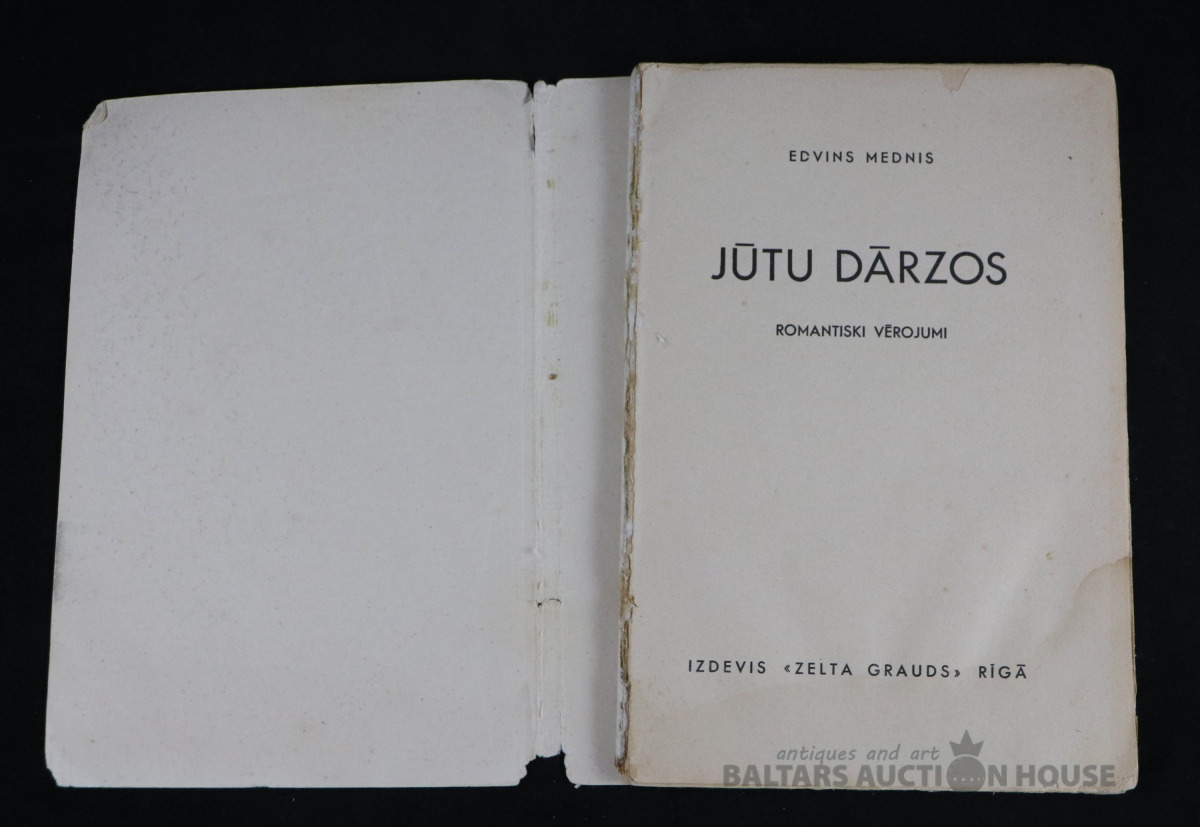 EDVINS MEDNIS
JŪTU DĀRZOS
ROMANTISKI VĒROJUMI
IZDEVIS «ZELTA GRAUDS» RĪGĀ
antiques and art
BALTARS AUCTION HOUSE